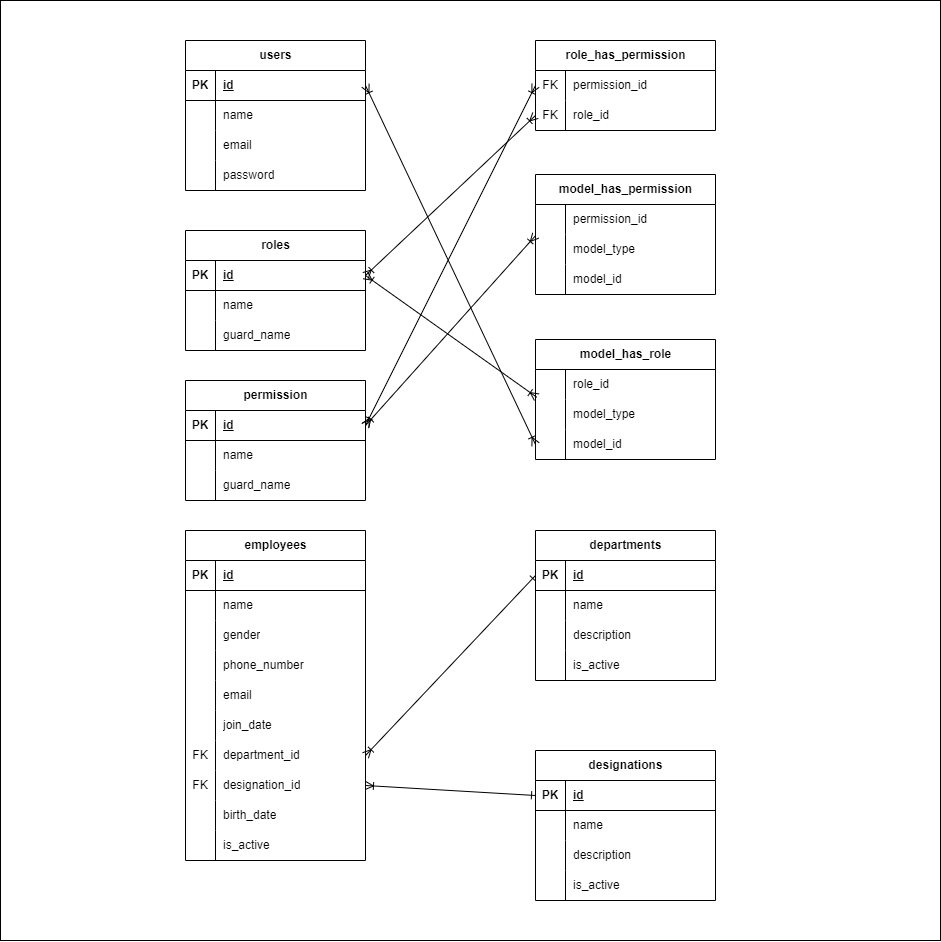 users
PK id
name
email
password
roles
PK id
name
guard_name
permission
PK id
name
guard_name
employees
PK id
name
gender
phone_number
email
join_date
FK department_id
FK designation_id
birth_date
is_active
role_has_permission
FK permission_id
FK role_id
model_has_permission
permission_id
model_type
model_id
model_has_role
role_id
model_type
model_id
departments
PK id
name
description
is_active
designations
PK id
name
description
is_active